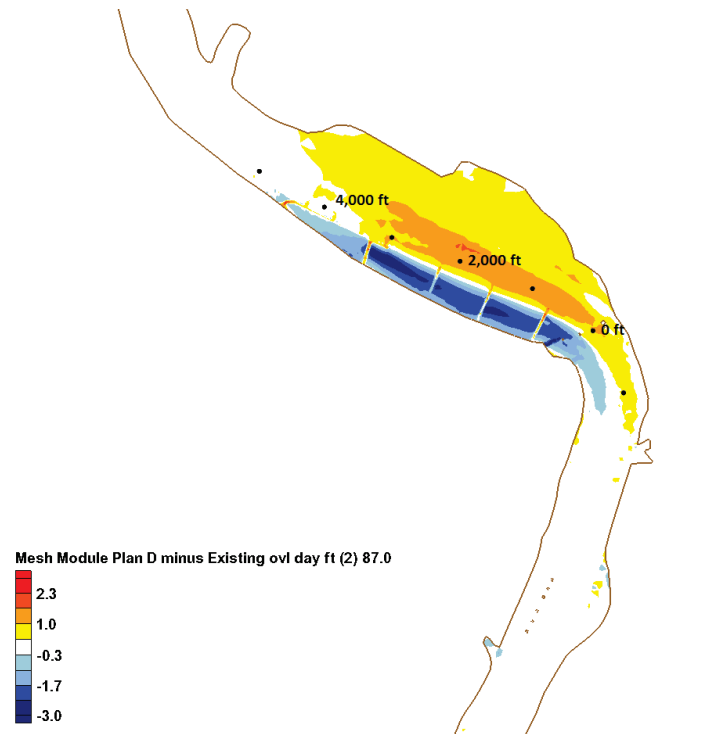 4,000 ft
2,000 ft
0 ft
Mesh Module Plan D minus Existing ovl day ft (2) 87.0
2.3
1.0
-0.3
-1.7
-3.0